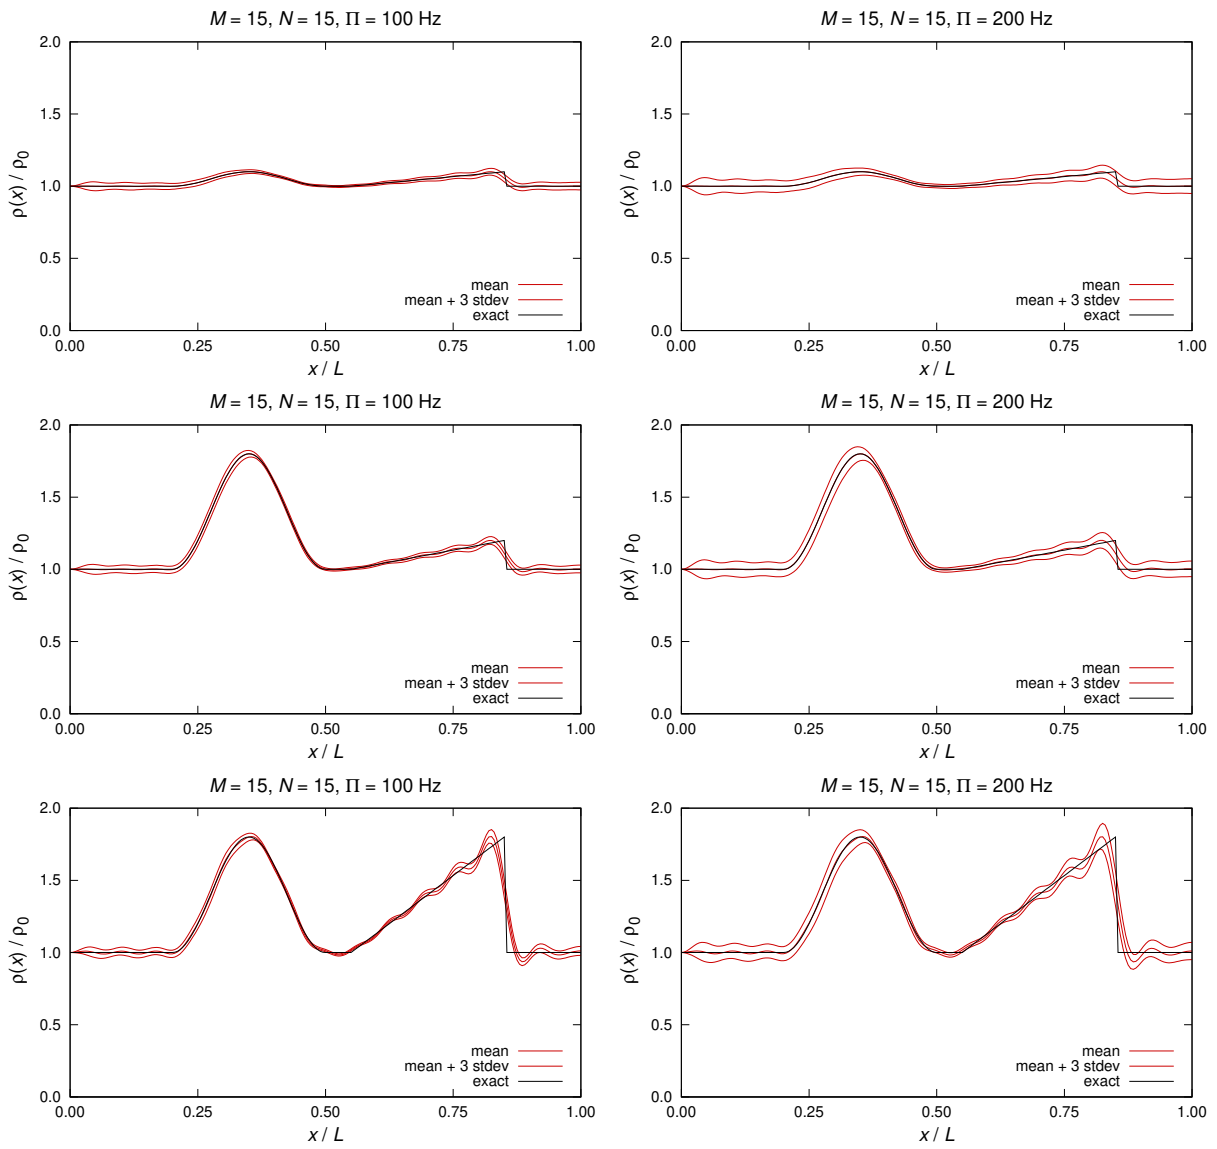 M = 15, N = 15, Π = 100 Hz
ρ(x) / ρ0
2.0
1.5
1.0
0.5
0.0
mean
mean + 3 stdev
exact
0.00 0.25 0.50 0.75 1.00
x / L
M = 15, N = 15, Π = 200 Hz
ρ(x) / ρ0
2.0
1.5
1.0
0.5
0.0
mean
mean + 3 stdev
exact
0.00 0.25 0.50 0.75 1.00
x / L
M = 15, N = 15, Π = 100 Hz
ρ(x) / ρ0
2.0
1.5
1.0
0.5
0.0
mean
mean + 3 stdev
exact
0.00 0.25 0.50 0.75 1.00
x / L
M = 15, N = 15, Π = 200 Hz
ρ(x) / ρ0
2.0
1.5
1.0
0.5
0.0
mean
mean + 3 stdev
exact
0.00 0.25 0.50 0.75 1.00
x / L
M = 15, N = 15, Π = 100 Hz
ρ(x) / ρ0
2.0
1.5
1.0
0.5
0.0
mean
mean + 3 stdev
exact
0.00 0.25 0.50 0.75 1.00
x / L
M = 15, N = 15, Π = 200 Hz
ρ(x) / ρ0
2.0
1.5
1.0
0.5
0.0
mean
mean + 3 stdev
exact
0.00 0.25 0.50 0.75 1.00
x / L